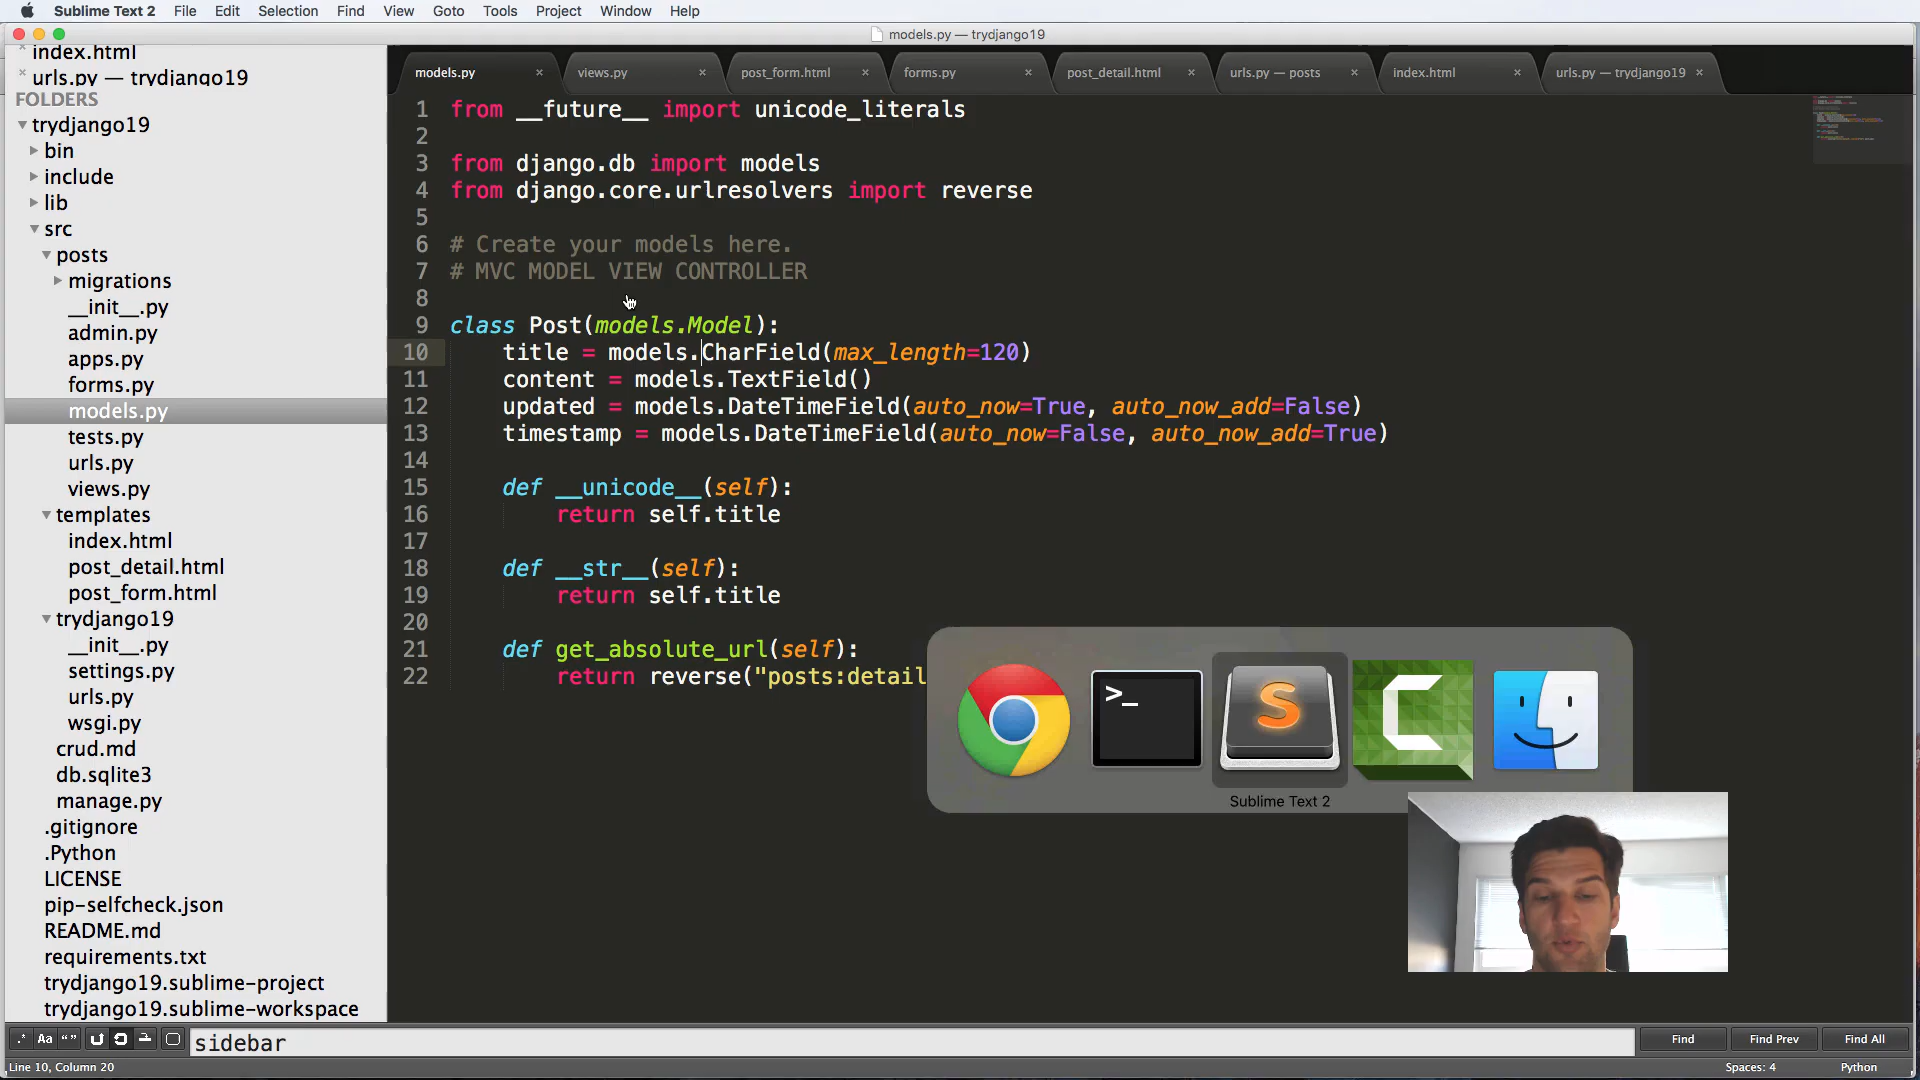 Sublime Text 2 File Edit Selection Find View Goto Tools Project Window Help
models.py — trydjango19
index.html
urls.py — trydjango19
FOLDERS
trydjango19
bin
include
lib
src
posts
migrations
__init__.py
admin.py
apps.py
forms.py
models.py
tests.py
urls.py
views.py
templates
index.html
post_detail.html
post_form.html
trydjango19
__init__.py
settings.py
urls.py
wsgi.py
crud.md
db.sqlite3
manage.py
.gitignore
.Python
LICENSE
pip-selfcheck.json
README.md
requirements.txt
trydjango19.sublime-project
trydjango19.sublime-workspace
models.py views.py post_form.html forms.py post_detail.html urls.py — posts index.html urls.py — trydjango19
1 from __future__ import unicode_literals
2
3 from django.db import models
4 from django.core.urlresolvers import reverse
5
6 # Create your models here.
7 # MVC MODEL VIEW CONTROLLER
8
9 class Post(models.Model):
10 title = models.CharField(max_length=120)
11 content = models.TextField()
12 updated = models.DateTimeField(auto_now=True, auto_now_add=False)
13 timestamp = models.DateTimeField(auto_now=False, auto_now_add=True)
14
15 def __unicode__(self):
16 return self.title
17
18 def __str__(self):
19 return self.title
20
21 def get_absolute_url(self):
22 return reverse("posts:detail
>_
S
C
Sublime Text 2
.* Aa “ ” sidebar Find Find Prev Find All
Line 10, Column 20 Spaces: 4 Python